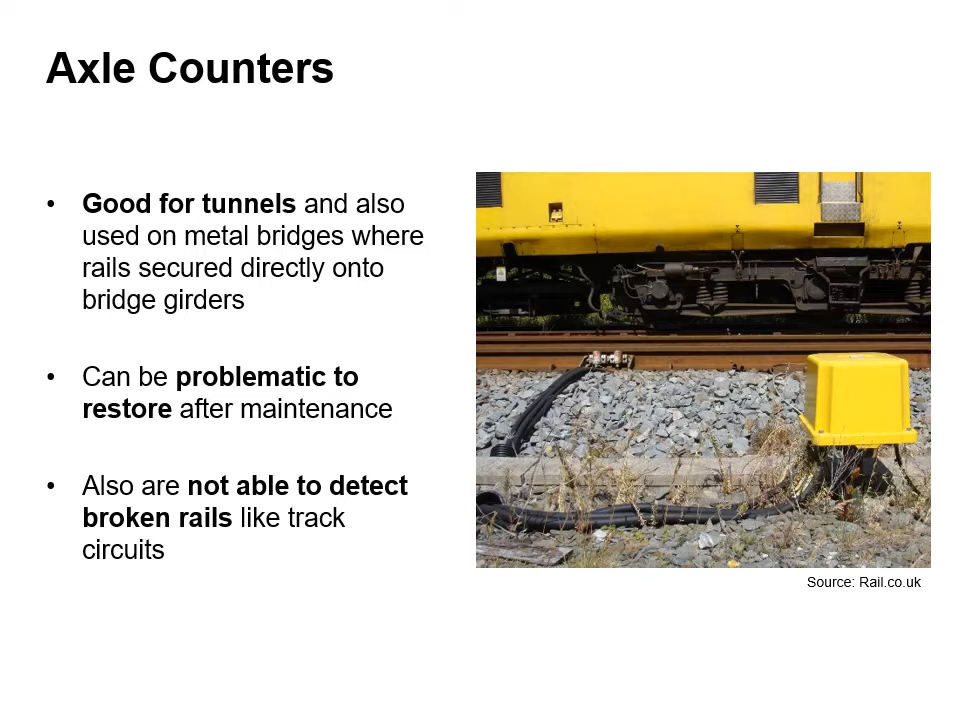 Axle Counters
• Good for tunnels and also
used on metal bridges where
rails secured directly onto
bridge girders
• Can be problematic to
restore after maintenance
• Also are not able to detect
broken rails like track
circuits
Source: Rail.co.uk